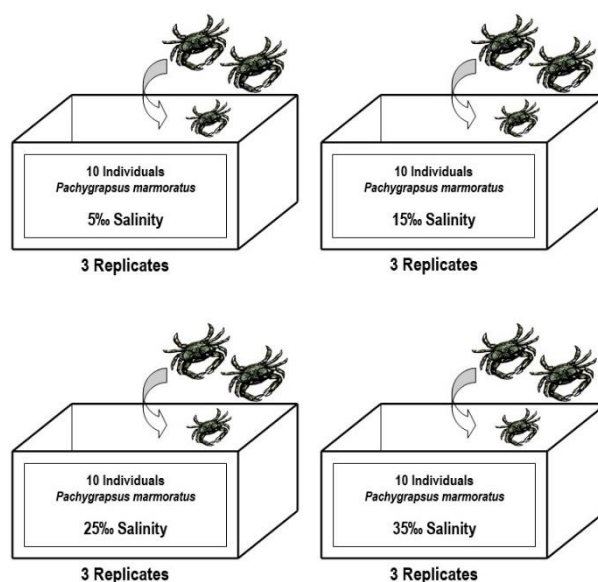 10 Individuals
Pachygrapsus marmoratus
5‰ Salinity
3 Replicates
10 Individuals
Pachygrapsus marmoratus
15‰ Salinity
3 Replicates
10 Individuals
Pachygrapsus marmoratus
25‰ Salinity
3 Replicates
10 Individuals
Pachygrapsus marmoratus
35‰ Salinity
3 Replicates